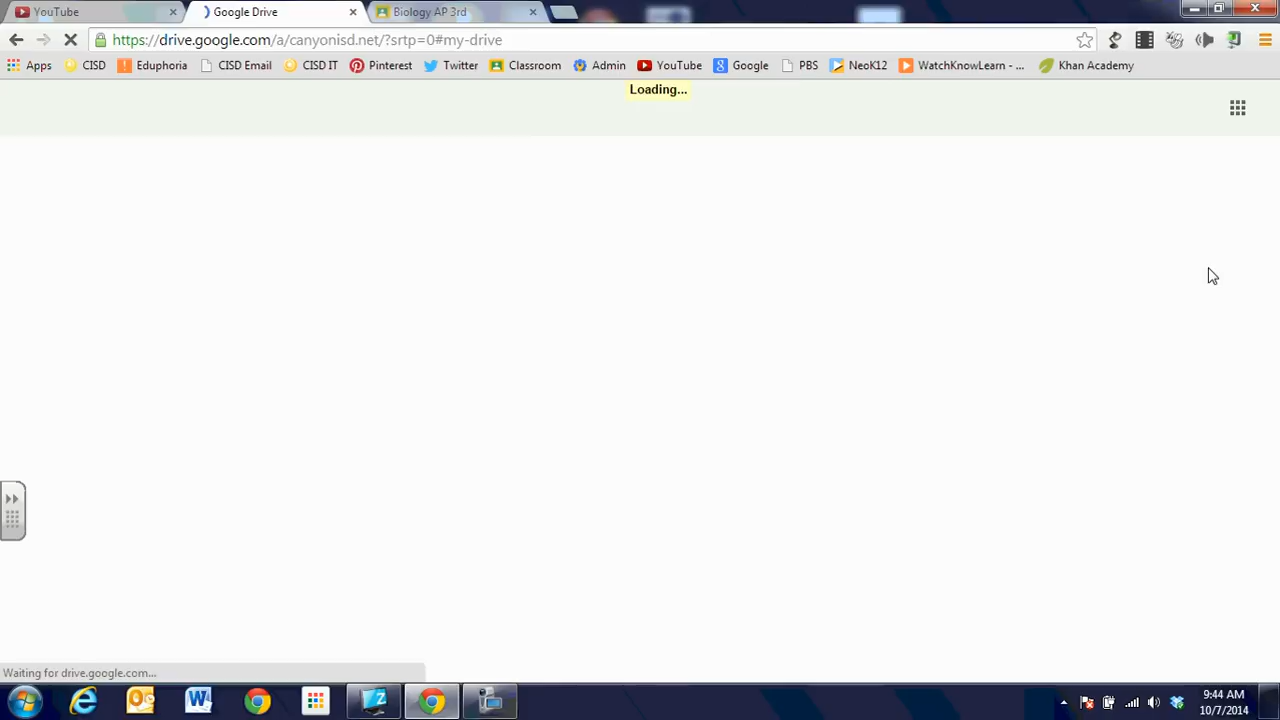 YouTube Google Drive Biology AP 3rd
https://drive.google.com/a/canyonisd.net/?srtp=0#my-drive
Apps CISD Eduphoria CISD Email CISD IT Pinterest Twitter Classroom Admin YouTube Google PBS NeoK12 WatchKnowLearn - ... Khan Academy
Loading...
Waiting for drive.google.com...
9:44 AM
10/7/2014